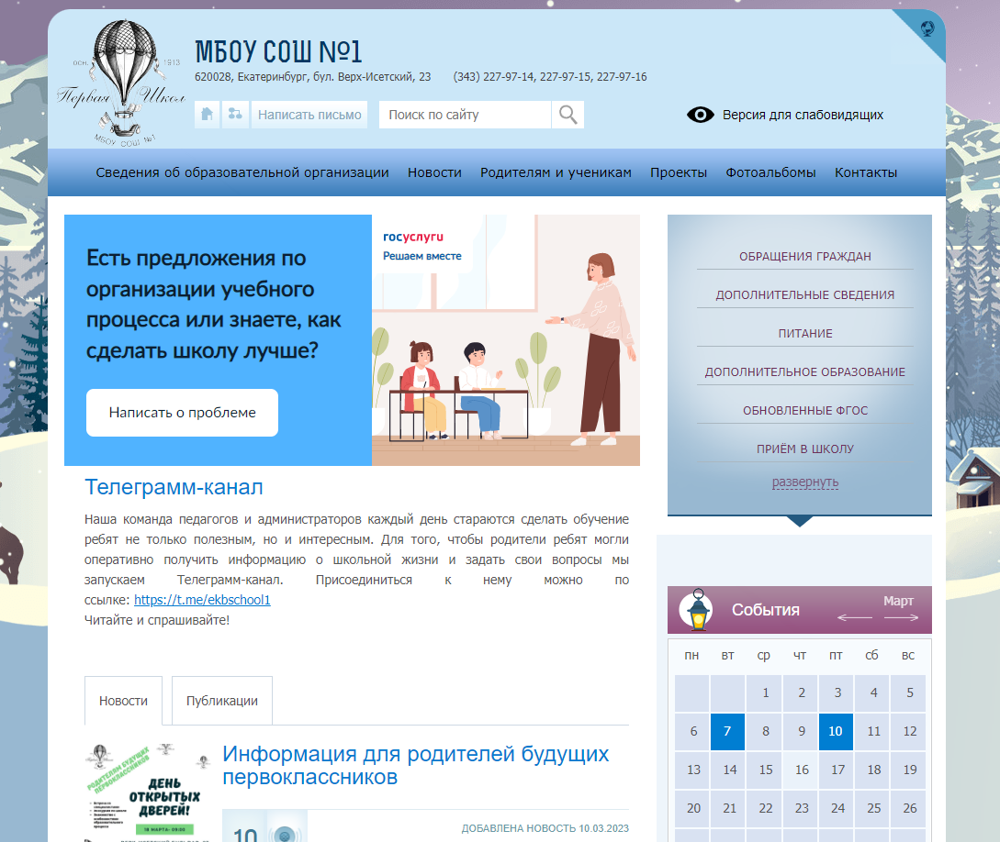 осн. 1913
Первая Школа
МБОУ СОШ №1
МБОУ СОШ №1
620028, Екатеринбург, бул. Верх-Исетский, 23 (343) 227-97-14, 227-97-15, 227-97-16
Написать письмо
Поиск по сайту
Версия для слабовидящих
Сведения об образовательной организации Новости Родителям и ученикам Проекты Фотоальбомы Контакты
Есть предложения по
организации учебного
процесса или знаете, как
сделать школу лучше?
Написать о проблеме
госуслуги
Решаем вместе
Телеграмм-канал
Наша команда педагогов и администраторов каждый день стараются сделать обучение
ребят не только полезным, но и интересным. Для того, чтобы родители ребят могли
оперативно получить информацию о школьной жизни и задать свои вопросы мы
запускаем Телеграмм-канал. Присоединиться к нему можно по
ссылке: https://t.me/ekbschool1
Читайте и спрашивайте!
Новости
Публикации
РОДИТЕЛЯМ БУДУЩИХ
ПЕРВОКЛАССНИКОВ
ДЕНЬ
ОТКРЫТЫХ
ДВЕРЕЙ!
18 МАРТА- 09:30
Информация для родителей будущих
первоклассников
10
ДОБАВЛЕНА НОВОСТЬ 10.03.2023
ОБРАЩЕНИЯ ГРАЖДАН
ДОПОЛНИТЕЛЬНЫЕ СВЕДЕНИЯ
ПИТАНИЕ
ДОПОЛНИТЕЛЬНОЕ ОБРАЗОВАНИЕ
ОБНОВЛЕННЫЕ ФГОС
ПРИЁМ В ШКОЛУ
развернуть
События
Март
пн вт ср чт пт сб вс
1 2 3 4 5
6 7 8 9 10 11 12
13 14 15 16 17 18 19
20 21 22 23 24 25 26